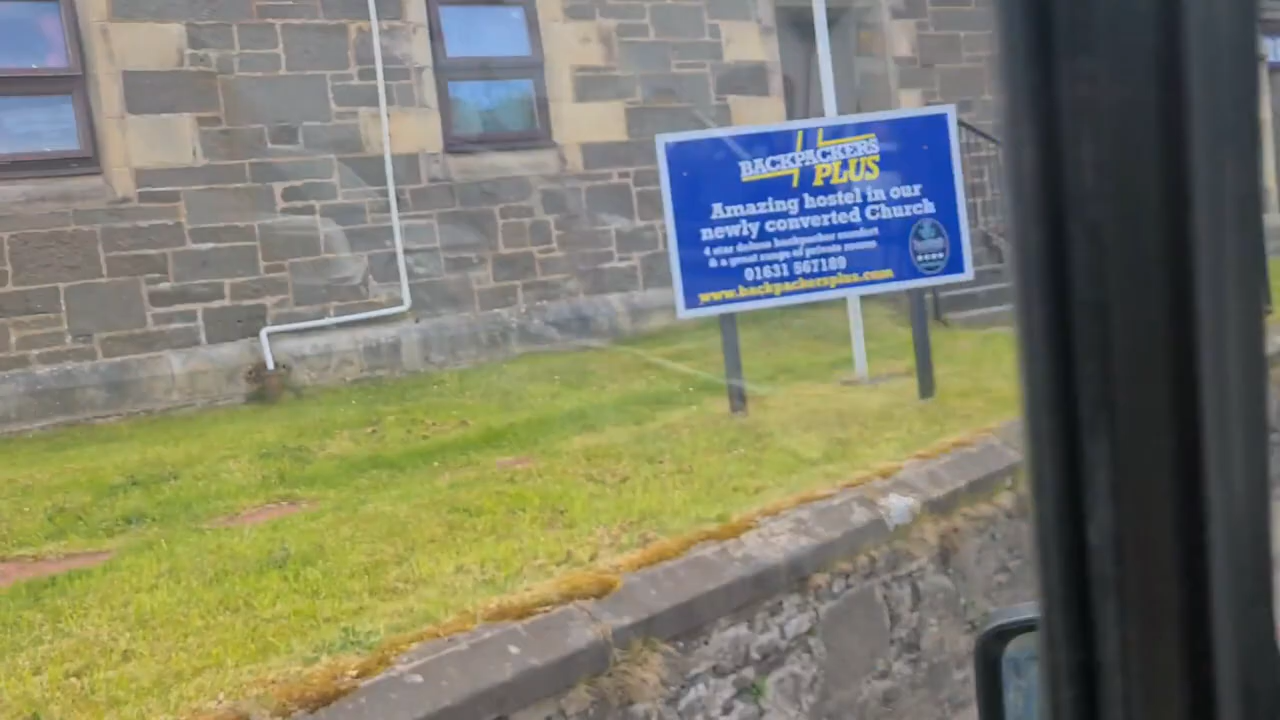 BACKPACKERS
PLUS
Amazing hostel in our
newly converted Church
4 star deluxe backpacker comfort
& a great range of private rooms
01631 567189
www.backpackersplus.com